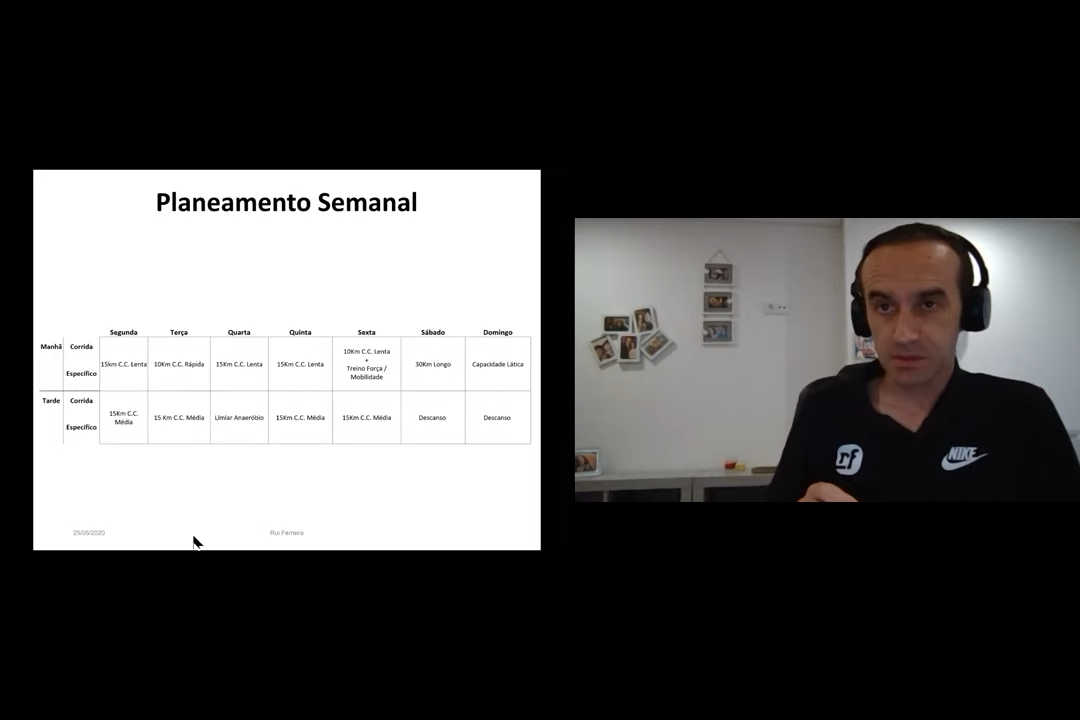 Planeamento Semanal
Segunda Terça Quarta Quinta Sexta Sábado Domingo
Manhã Corrida
Específico
15km C.C. Lenta
10Km C.C. Rápida
15Km C.C. Lenta
15Km C.C. Lenta
10Km C.C. Lenta
+
Treino Força /
Mobilidade
30Km Longo
Capacidade Lática
Tarde Corrida
Específico
15Km C.C.
Média
15 Km C.C. Média
Limiar Anaeróbio
15Km C.C. Média
15Km C.C. Média
Descanso
Descanso
25/05/2020
Rui Ferreira
rf
NIKE